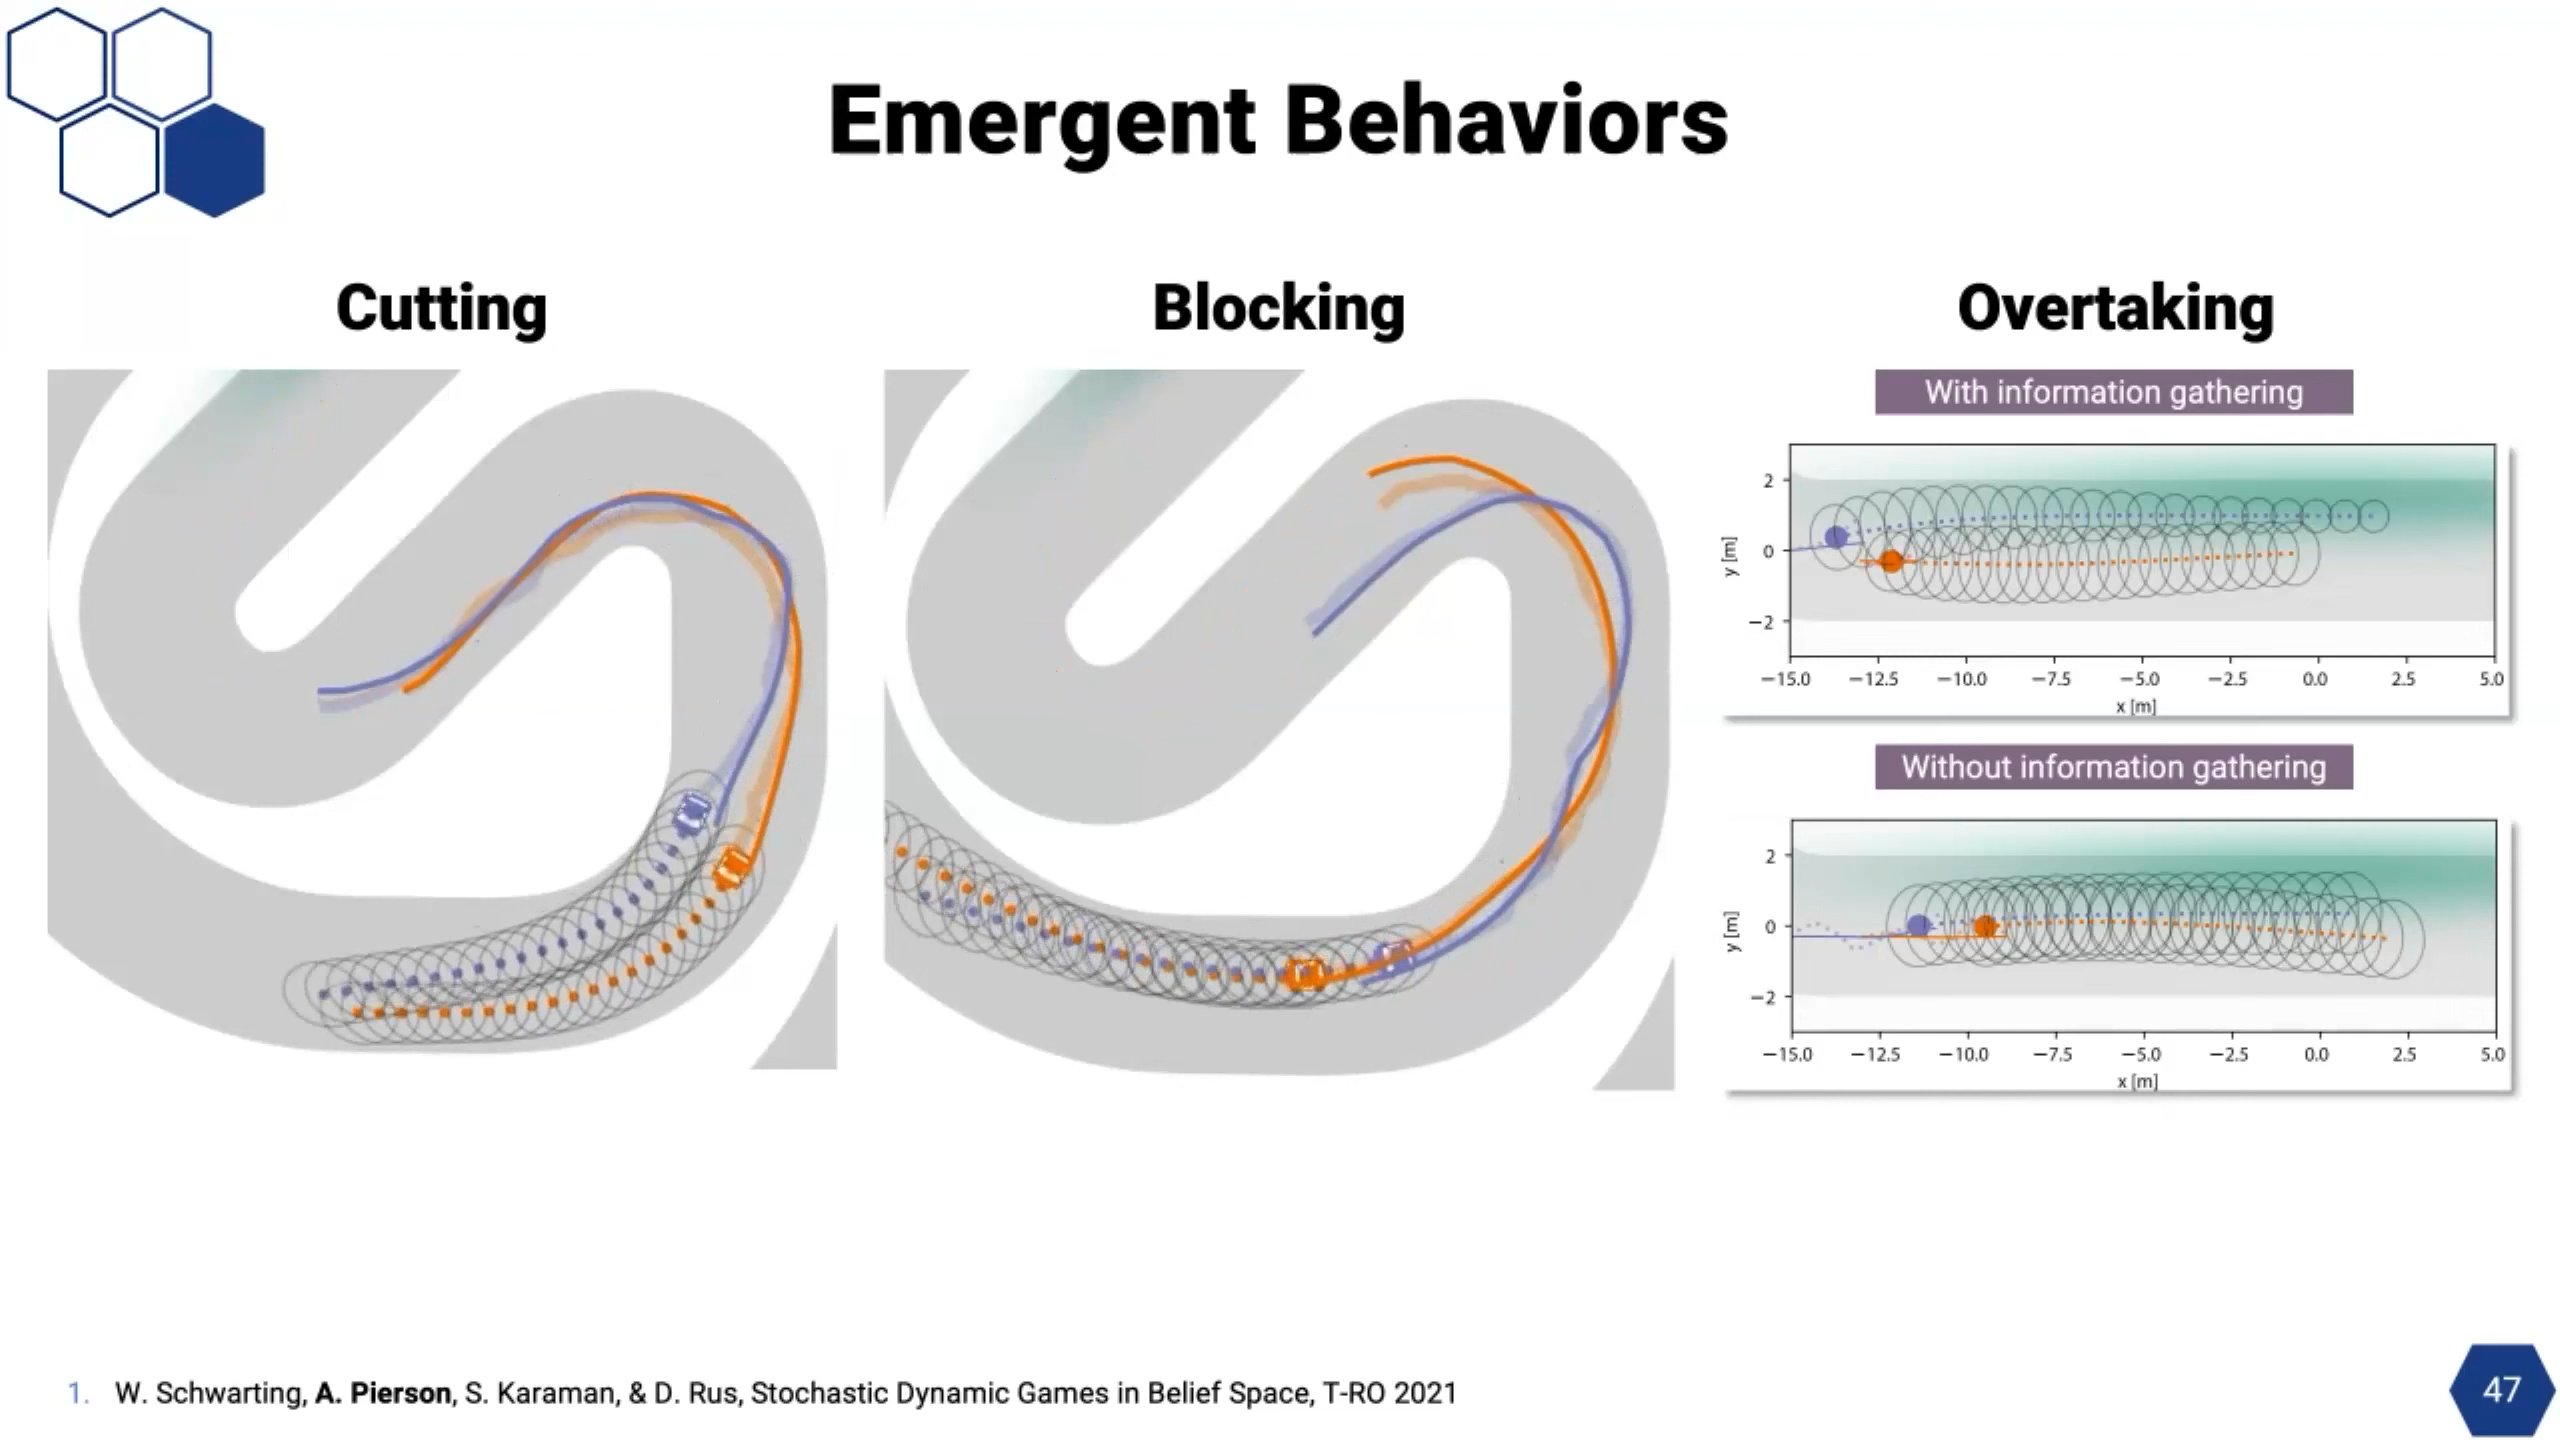 Emergent Behaviors
Cutting
Blocking
Overtaking
With information gathering
2
0
−2
y [m]
−15.0 −12.5 −10.0 −7.5 −5.0 −2.5 0.0 2.5 5.0
x [m]
Without information gathering
2
0
−2
y [m]
−15.0 −12.5 −10.0 −7.5 −5.0 −2.5 0.0 2.5 5.0
x [m]
1. W. Schwarting, A. Pierson, S. Karaman, & D. Rus, Stochastic Dynamic Games in Belief Space, T-RO 2021
47